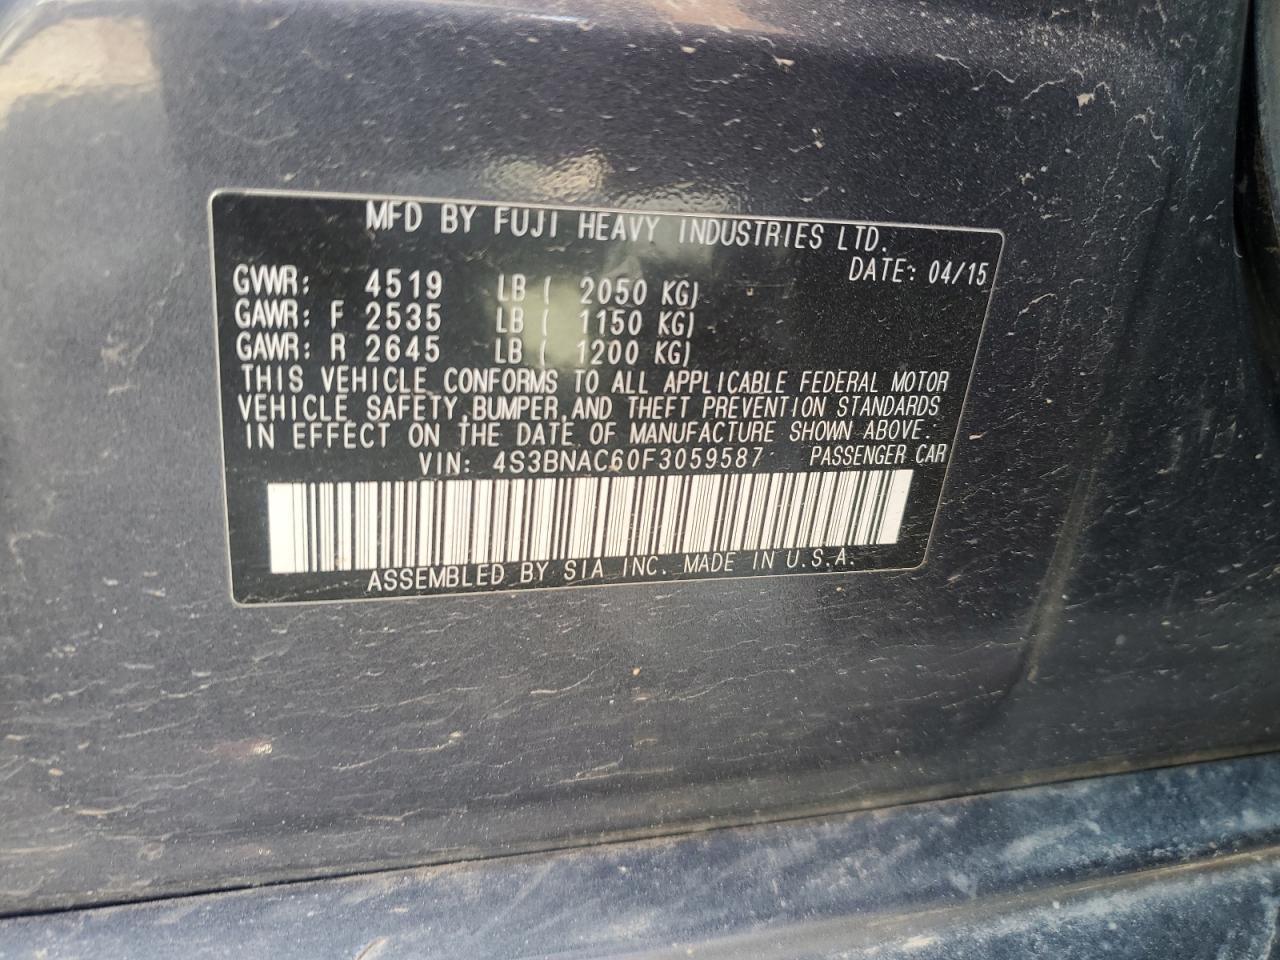 MFD BY FUJI HEAVY INDUSTRIES LTD.
DATE: 04/15
GVWR: 4519 LB ( 2050 KG)
GAWR: F 2535 LB ( 1150 KG)
GAWR: R 2645 LB ( 1200 KG)
THIS VEHICLE CONFORMS TO ALL APPLICABLE FEDERAL MOTOR
VEHICLE SAFETY, BUMPER, AND THEFT PREVENTION STANDARDS
IN EFFECT ON THE DATE OF MANUFACTURE SHOWN ABOVE.
VIN: 4S3BNAC60F3059587 PASSENGER CAR
ASSEMBLED BY SIA INC. MADE IN U.S.A.